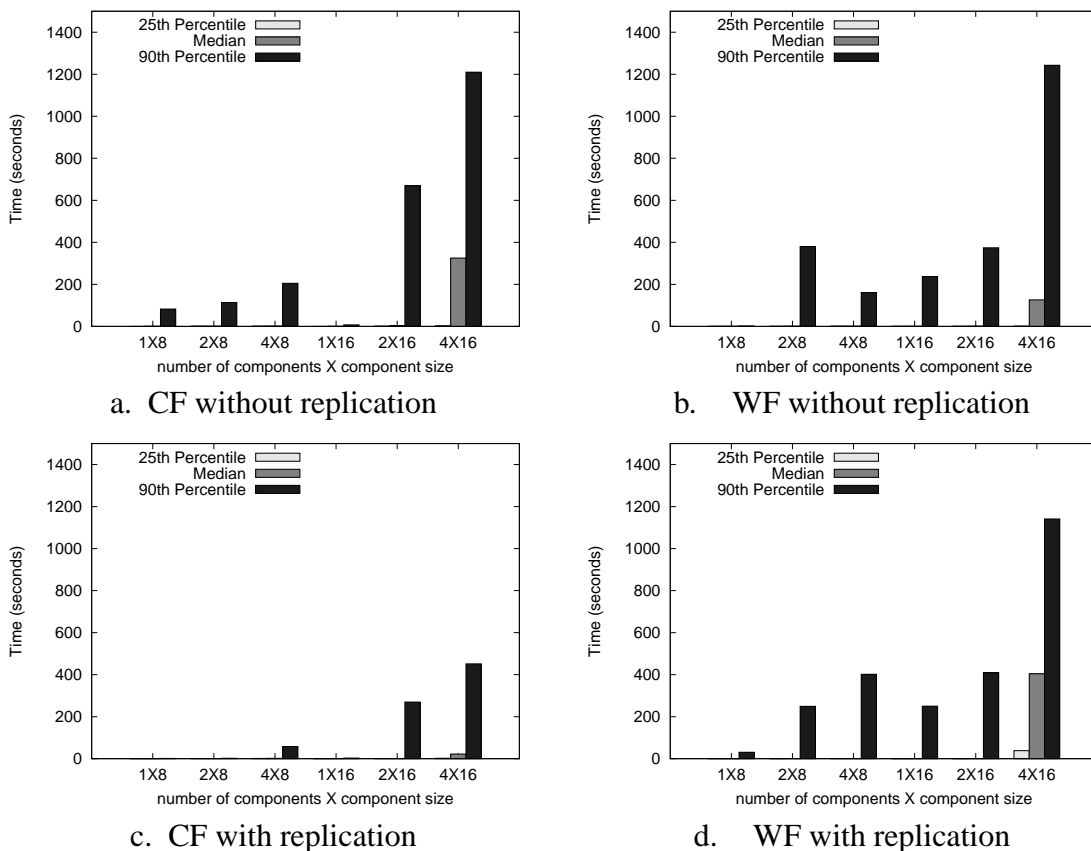 25th Percentile
Median
90th Percentile
1400
1200
1000
800
600
400
200
0
Time (seconds)
1X8 2X8 4X8 1X16 2X16 4X16
number of components X component size
a. CF without replication
25th Percentile
Median
90th Percentile
1400
1200
1000
800
600
400
200
0
Time (seconds)
1X8 2X8 4X8 1X16 2X16 4X16
number of components X component size
b. WF without replication
25th Percentile
Median
90th Percentile
1400
1200
1000
800
600
400
200
0
Time (seconds)
1X8 2X8 4X8 1X16 2X16 4X16
number of components X component size
c. CF with replication
25th Percentile
Median
90th Percentile
1400
1200
1000
800
600
400
200
0
Time (seconds)
1X8 2X8 4X8 1X16 2X16 4X16
number of components X component size
d. WF with replication